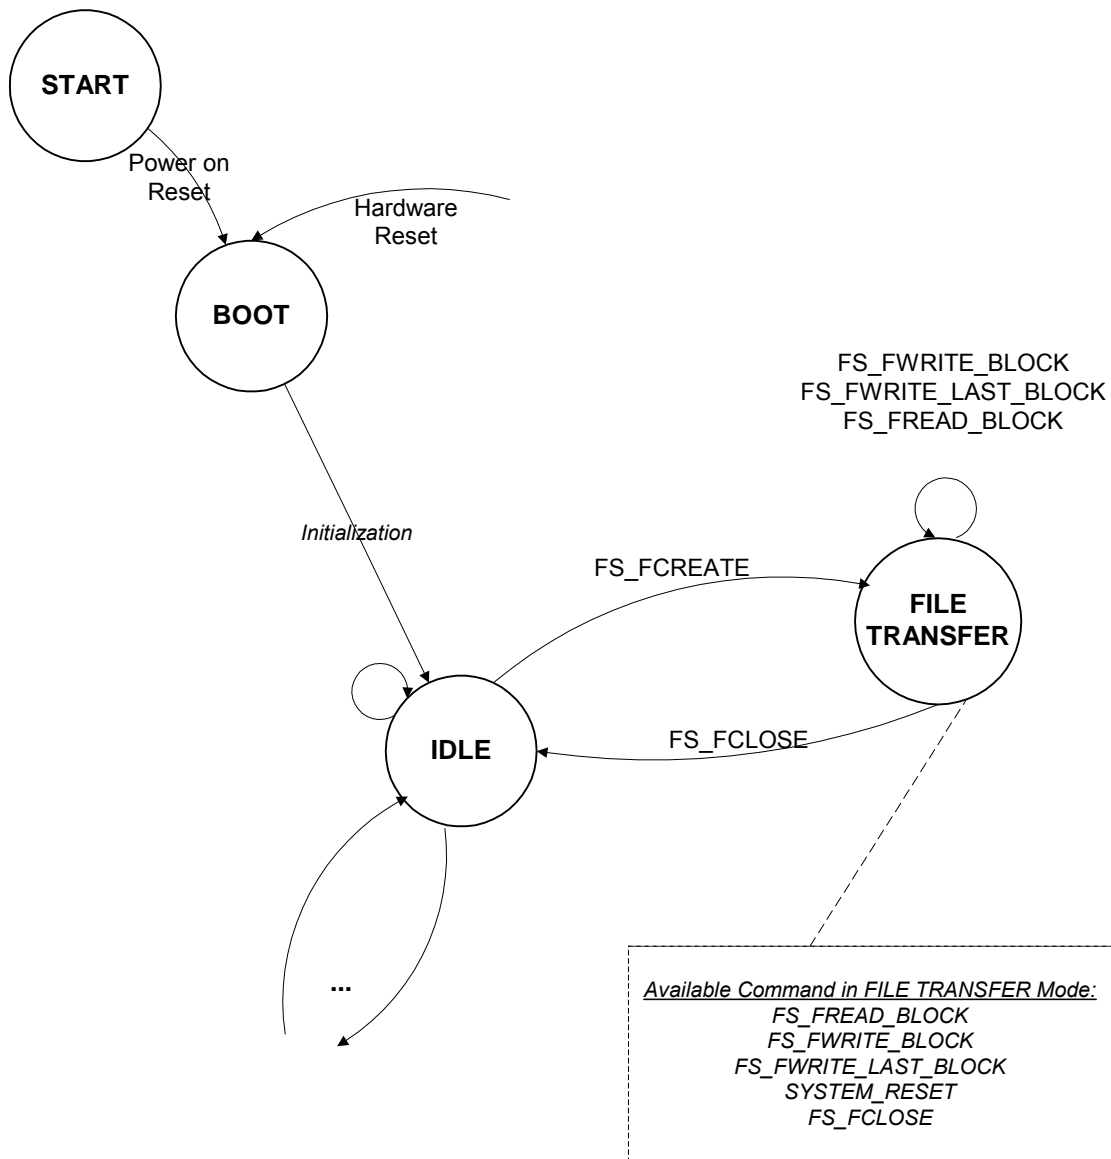 START
Power on
Reset
Hardware
Reset
BOOT
FS_FWRITE_BLOCK
FS_FWRITE_LAST_BLOCK
FS_FREAD_BLOCK
Initialization
FS_FCREATE
FILE
TRANSFER
FS_FCLOSE
IDLE
...
Available Command in FILE TRANSFER Mode:
FS_FREAD_BLOCK
FS_FWRITE_BLOCK
FS_FWRITE_LAST_BLOCK
SYSTEM_RESET
FS_FCLOSE